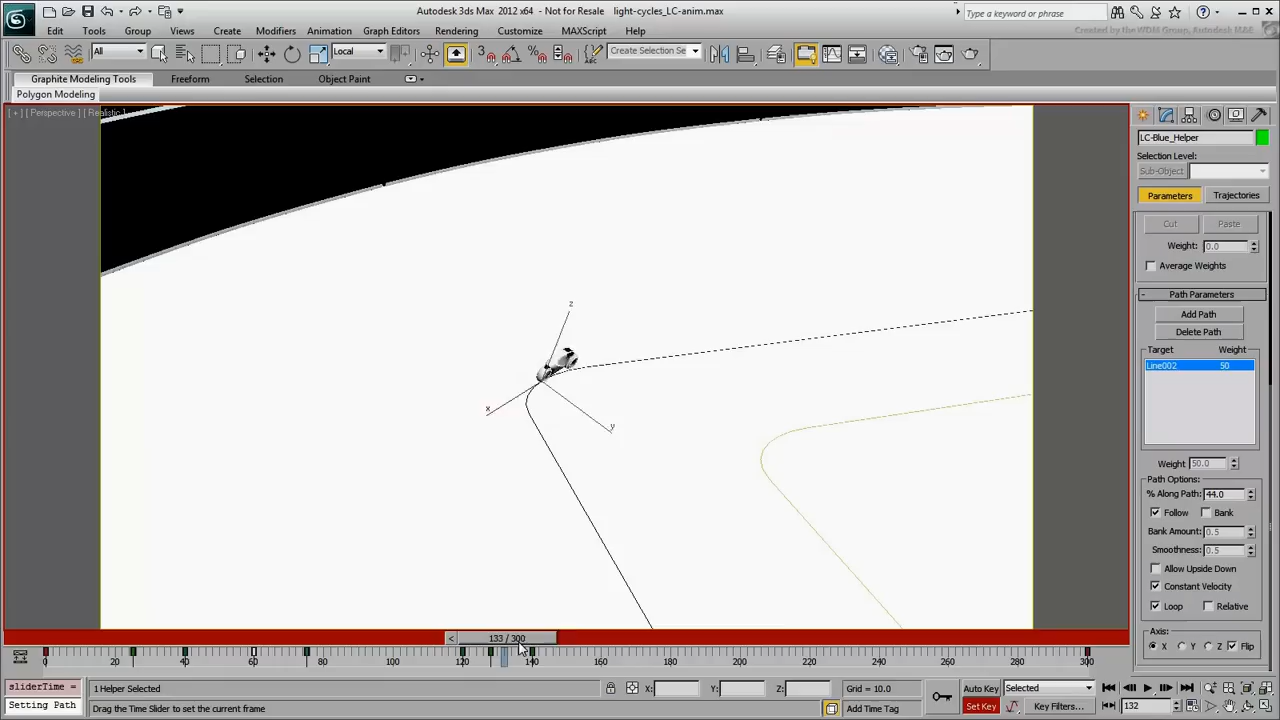 Autodesk 3ds Max 2012 x64 - Not for Resale light-cycles_LC-anim.max
Type a keyword or phrase
Edit Tools Group Views Create Modifiers Animation Graph Editors Rendering Customize MAXScript Help
Created with the WDM Group, Autodesk M&E
All Local Create Selection Se
Graphite Modeling Tools Freeform Selection Object Paint
Polygon Modeling
[ + ] [ Perspective ] [ Realistic ]
LC-Blue_Helper
Selection Level:
Sub-Object
Parameters Trajectories
Cut Paste
Weight: 0.0
Average Weights
- Path Parameters
Add Path
Delete Path
Target Weight
Line002 50
Weight 50.0
Path Options:
% Along Path: 44.0
Follow Bank
Bank Amount: 0.5
Smoothness: 0.5
Allow Upside Down
Constant Velocity
Loop Relative
Axis:
X Y Z Flip
z
x
y
< 133 / 300 >
0 20 40 60 80 100 120 140 160 180 200 220 240 260 280 300
sliderTime = 1 Helper Selected X: Y: Z: Grid = 10.0 Auto Key Selected
Setting Path Drag the Time Slider to set the current frame Add Time Tag Set Key Key Filters... 132